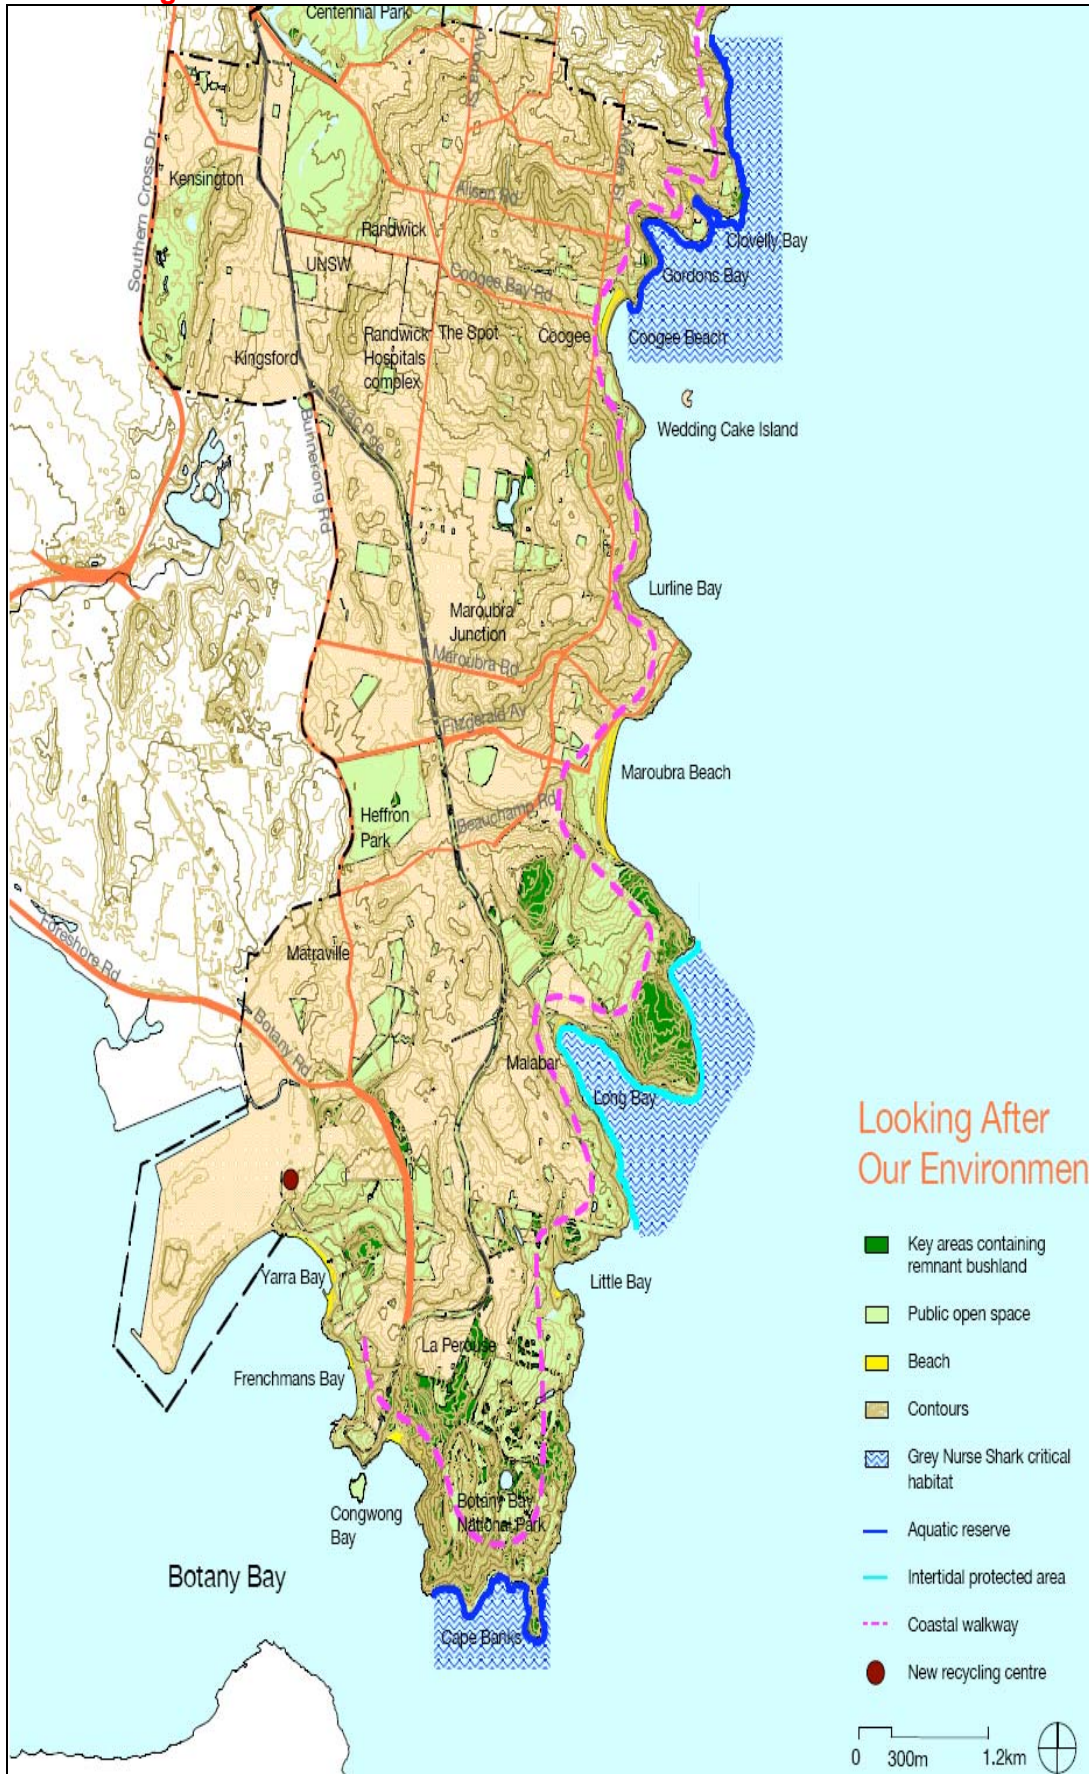 Centennial Park
Avoca St
Southern Cross Dr
Arden St
Kensington
Alison Rd
Randwick
Clovelly Bay
UNSW
Coogee Bay Rd
Gordons Bay
Randwick
Hospitals
complex
The Spot
Coogee
Coogee Beach
Kingsford
Anzac Pde
Bunnerong Rd
Wedding Cake Island
Lurline Bay
Maroubra
Junction
Maroubra Rd
Fitzgerald Av
Maroubra Beach
Heffron
Park
Beauchamp Rd
Foreshore Rd
Matraville
Botany Rd
Malabar
Long Bay
Yarra Bay
Little Bay
La Perouse
Frenchmans Bay
Congwong
Bay
Botany Bay
National Park
Botany Bay
Cape Banks
Looking After
Our Environmen
Key areas containing
remnant bushland
Public open space
Beach
Contours
Grey Nurse Shark critical
habitat
Aquatic reserve
Intertidal protected area
Coastal walkway
New recycling centre
0 300m 1.2km